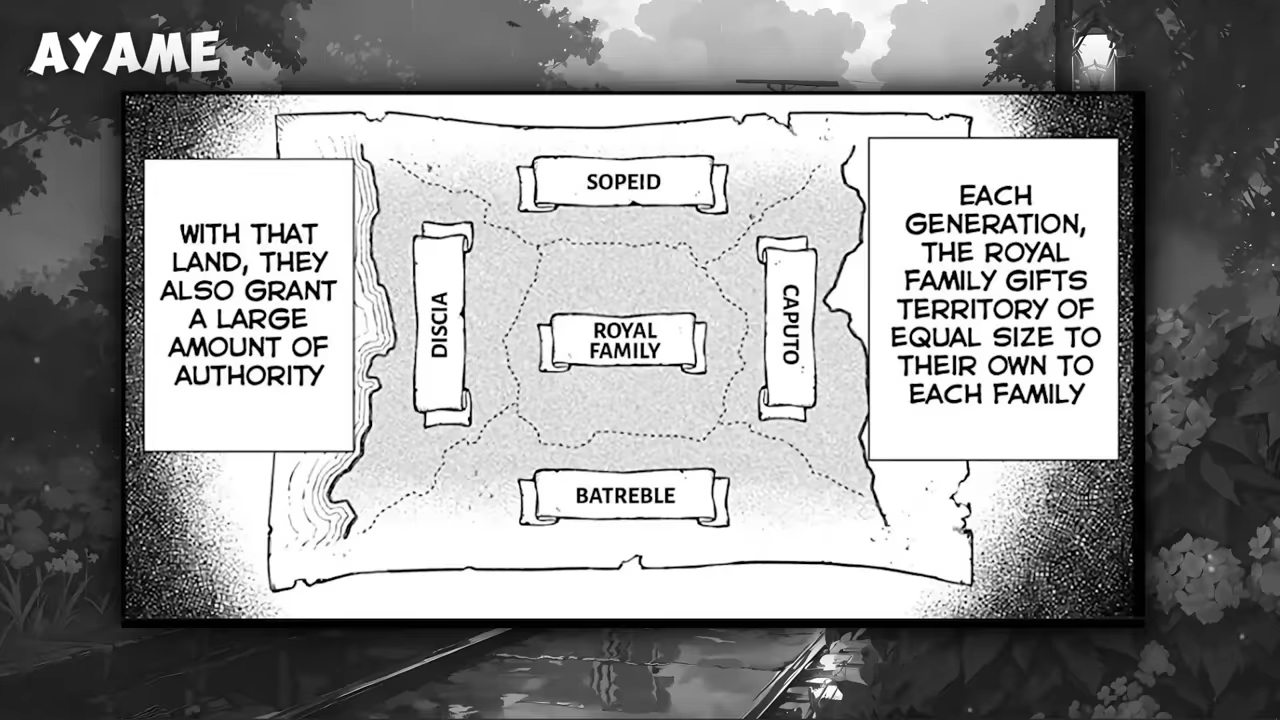 AYAME
EACH
GENERATION,
THE ROYAL
FAMILY GIFTS
TERRITORY OF
EQUAL SIZE TO
THEIR OWN TO
EACH FAMILY
SOPEID
DISCIA
ROYAL
FAMILY
CAPUTO
BATREBLE
WITH THAT
LAND, THEY
ALSO GRANT
A LARGE
AMOUNT OF
AUTHORITY